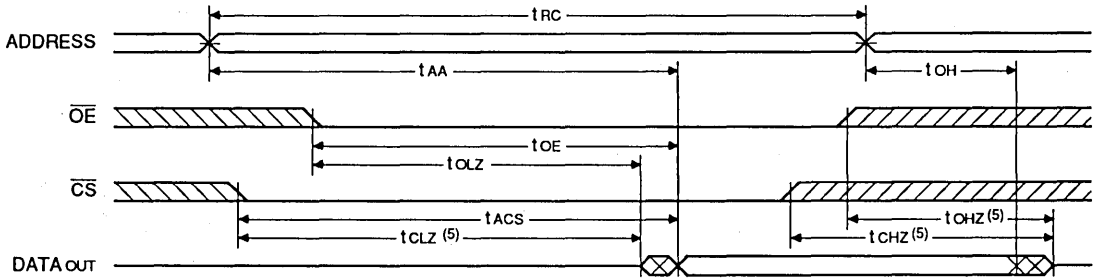 tRC
ADDRESS
tAA
tOH
OE
tOE
tOLZ
CS
tACS
tOHZ (5)
tCLZ (5)
tCHZ (5)
DATA OUT